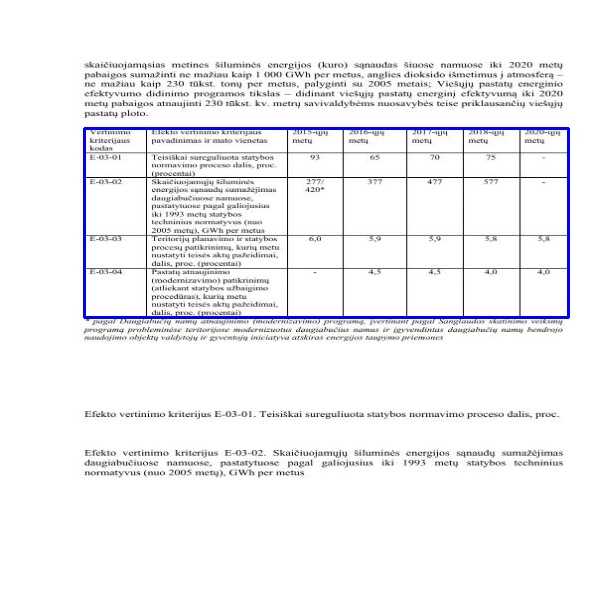 skaičiuojamąsias metines šiluminės energijos (kuro) sąnaudas šiuose namuose iki 2020 metų
pabaigos sumažinti ne mažiau kaip 1 000 GWh per metus, anglies dioksido išmetimus į atmosferą –
ne mažiau kaip 230 tūkst. tonų per metus, palyginti su 2005 metais; Viešųjų pastatų energinio
efektyvumo didinimo programos tikslas – didinant viešųjų pastatų energinį efektyvumą iki 2020
metų pabaigos atnaujinti 230 tūkst. kv. metrų savivaldybėms nuosavybės teise priklausančių viešųjų
pastatų ploto.
Vertinimo kriterijaus kodas | Efekto vertinimo kriterijaus pavadinimas ir mato vienetas | 2015-ųjų metų | 2016-ųjų metų | 2017-ųjų metų | 2018-ųjų metų | 2020-ųjų metų
E-03-01 | Teisiškai sureguliuota statybos normavimo proceso dalis, proc. (procentai) | 93 | 65 | 70 | 75 | -
E-03-02 | Skaičiuojamųjų šiluminės energijos sąnaudų sumažėjimas daugiabučiuose namuose, pastatytuose pagal galiojusius iki 1993 metų statybos techninius normatyvus (nuo 2005 metų), GWh per metus | 277/ 420* | 377 | 477 | 577 | -
E-03-03 | Teritorijų planavimo ir statybos procesų patikrinimų, kurių metu nustatyti teisės aktų pažeidimai, dalis, proc. (procentai) | 6,0 | 5,9 | 5,9 | 5,8 | 5,8
E-03-04 | Pastatų atnaujinimo (modernizavimo) patikrinimų (atliekant statybos užbaigimo procedūras), kurių metu nustatyti teisės aktų pažeidimai, dalis, proc. (procentai) | - | 4,5 | 4,5 | 4,0 | 4,0
* pagal Daugiabučių namų atnaujinimo (modernizavimo) programą, įvertinant pagal Sanglaudos skatinimo veiksmų
programą probleminėse teritorijose modernizuotus daugiabučius namus ir įgyvendintas daugiabučių namų bendrojo
naudojimo objektų valdytojų ir gyventojų iniciatyva atskiras energijos taupymo priemones
Efekto vertinimo kriterijus E-03-01. Teisiškai sureguliuota statybos normavimo proceso dalis, proc.
Efekto vertinimo kriterijus E-03-02. Skaičiuojamųjų šiluminės energijos sąnaudų sumažėjimas
daugiabučiuose namuose, pastatytuose pagal galiojusius iki 1993 metų statybos techninius
normatyvus (nuo 2005 metų), GWh per metus